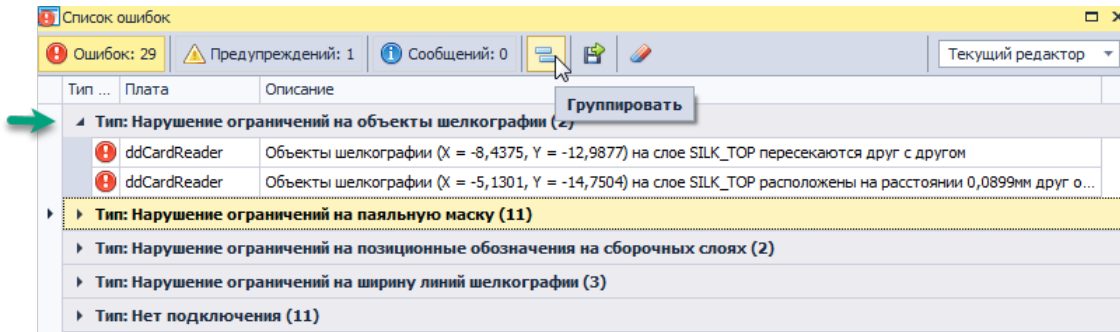 Список ошибок
Ошибок: 29 Предупреждений: 1 Сообщений: 0 Текущий редактор
Группировать
Тип ... Плата Описание
Тип: Нарушение ограничений на объекты шелкографии (2)
ddCardReader Объекты шелкографии (X = -8,4375, Y = -12,9877) на слое SILK_TOP пересекаются друг с другом
ddCardReader Объекты шелкографии (X = -5,1301, Y = -14,7504) на слое SILK_TOP расположены на расстоянии 0,0899мм друг о...
Тип: Нарушение ограничений на паяльную маску (11)
Тип: Нарушение ограничений на позиционные обозначения на сборочных слоях (2)
Тип: Нарушение ограничений на ширину линий шелкографии (3)
Тип: Нет подключения (11)